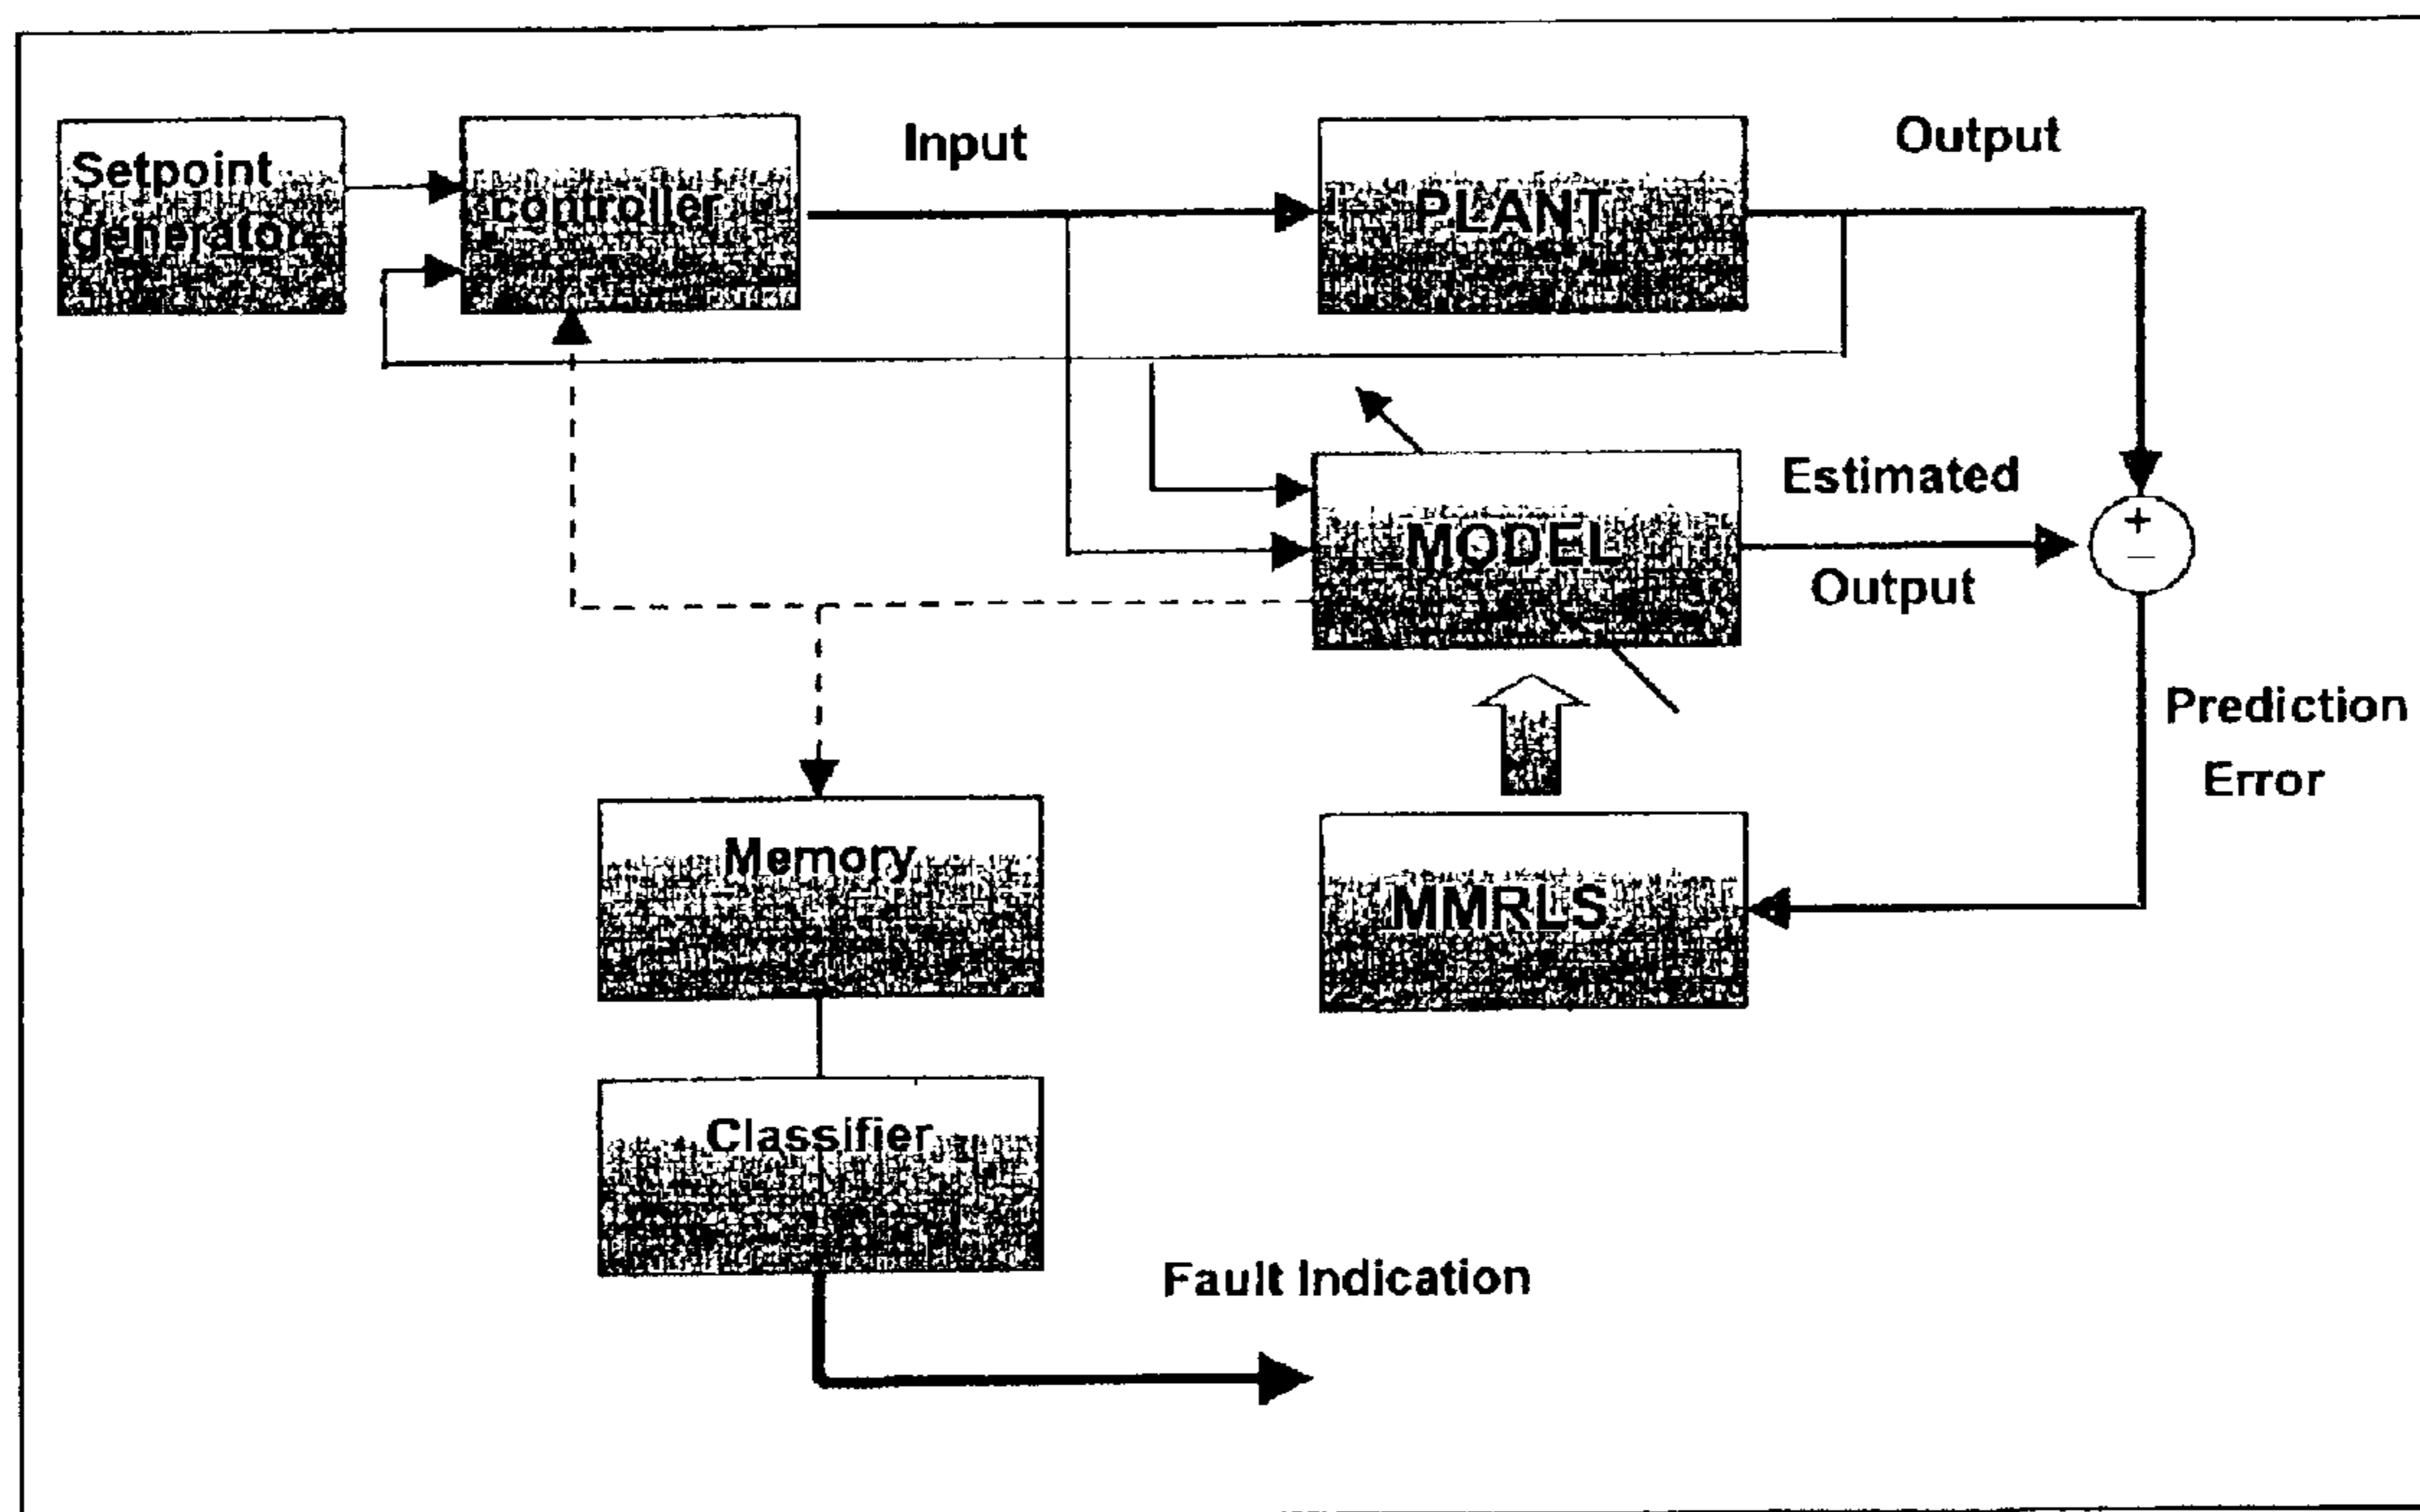 Setpoint
generator
controller
Input
PLANT
Output
MODEL
Estimated
Output
+
−
Prediction
Error
MMRLS
Memory
Classifier
Fault Indication